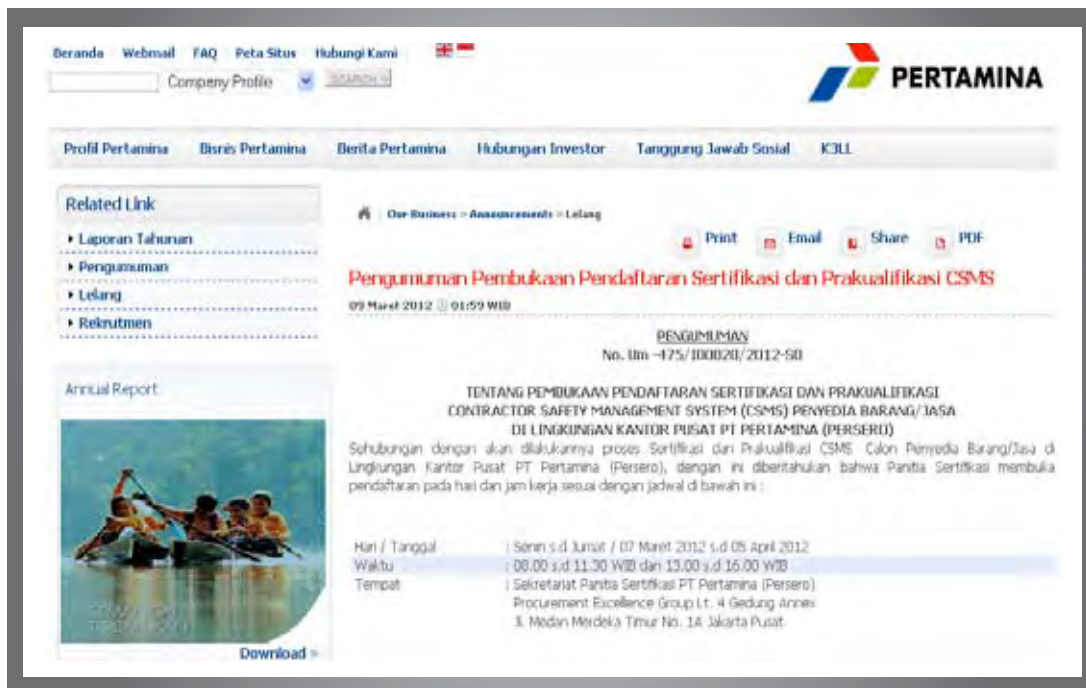 Beranda Webmail FAQ Peta Situs Hubungi Kami
Company Profile SEARCH
PERTAMINA
Profil Pertamina Bisnis Pertamina Berita Pertamina Hubungan Investor Tanggung Jawab Sosial K3LL
Related Link
Laporan Tahunan
Pengumuman
Lelang
Rekrutmen
Annual Report
Download »
Our Business » Announcements » Lelang
Print Email Share PDF
Pengumuman Pembukaan Pendaftaran Sertifikasi dan Prakualifikasi CSMS
09 Maret 2012 01:59 WIB
PENGUMUMAN
No. Um -475/I00020/2012-S0
TENTANG PEMBUKAAN PENDAFTARAN SERTIFIKASI DAN PRAKUALIFIKASI
CONTRACTOR SAFETY MANAGEMENT SYSTEM (CSMS) PENYEDIA BARANG/JASA
DI LINGKUNGAN KANTOR PUSAT PT PERTAMINA (PERSERO)
Sehubungan dengan akan dilakukannya proses Sertifikasi dan Prakualifikasi CSMS Calon Penyedia Barang/Jasa di
Lingkungan Kantor Pusat PT Pertamina (Persero), dengan ini diberitahukan bahwa Panitia Sertifikasi membuka
pendaftaran pada hari dan jam kerja sesuai dengan jadwal di bawah ini :
Hari / Tanggal : Senin s.d Jumat / 07 Maret 2012 s.d 05 April 2012
Waktu : 08.00 s.d 11.30 WIB dan 13.00 s.d 16.00 WIB
Tempat : Sekretariat Panitia Sertifikasi PT Pertamina (Persero)
Procurement Excellence Group Lt. 4 Gedung Annex
Jl. Medan Merdeka Timur No. 1A Jakarta Pusat.